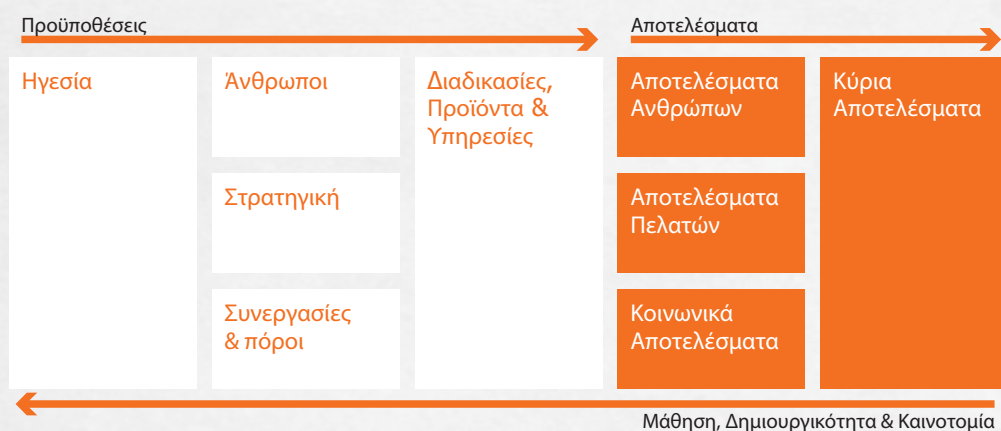 Προϋποθέσεις
Αποτελέσματα
Ηγεσία
Άνθρωποι
Στρατηγική
Συνεργασίες
& πόροι
Διαδικασίες,
Προϊόντα &
Υπηρεσίες
Αποτελέσματα
Ανθρώπων
Αποτελέσματα
Πελατών
Κοινωνικά
Αποτελέσματα
Κύρια
Αποτελέσματα
Μάθηση, Δημιουργικότητα & Καινοτομία